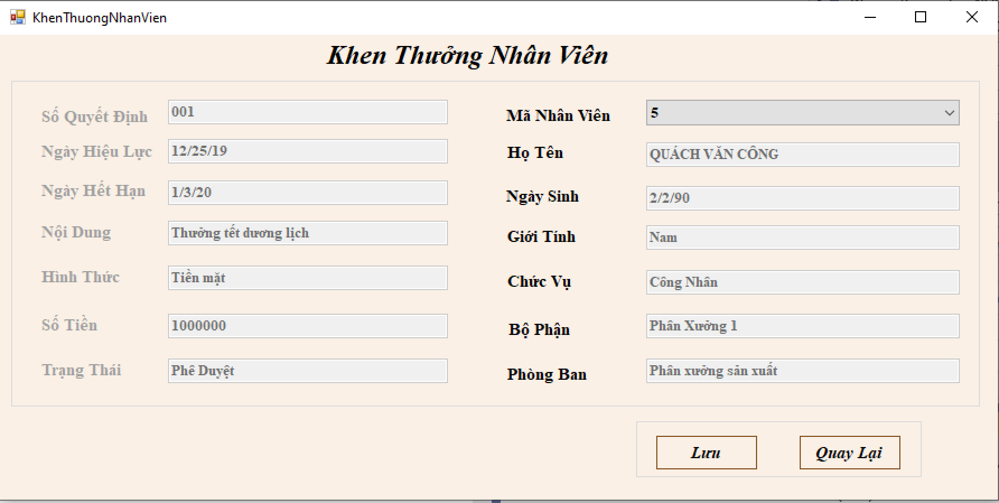 KhenThuongNhanVien
Khen Thưởng Nhân Viên
Số Quyết Định 001
Ngày Hiệu Lực 12/25/19
Ngày Hết Hạn 1/3/20
Nội Dung Thưởng tết dương lịch
Hình Thức Tiền mặt
Số Tiền 1000000
Trạng Thái Phê Duyệt
Mã Nhân Viên 5
Họ Tên QUÁCH VĂN CÔNG
Ngày Sinh 2/2/90
Giới Tính Nam
Chức Vụ Công Nhân
Bộ Phận Phân Xưởng 1
Phòng Ban Phân xưởng sản xuất
Lưu Quay Lại